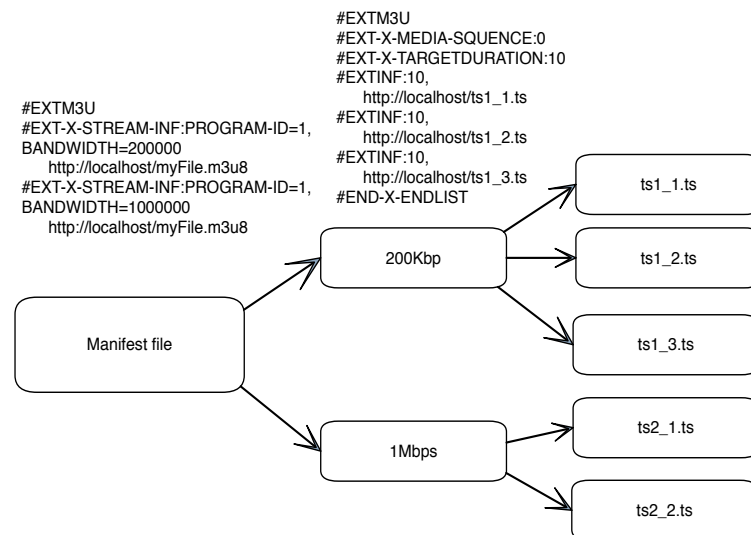 #EXTM3U
#EXT-X-STREAM-INF:PROGRAM-ID=1,
BANDWIDTH=200000
http://localhost/myFile.m3u8
#EXT-X-STREAM-INF:PROGRAM-ID=1,
BANDWIDTH=1000000
http://localhost/myFile.m3u8
#EXTM3U
#EXT-X-MEDIA-SQUENCE:0
#EXT-X-TARGETDURATION:10
#EXTINF:10,
http://localhost/ts1_1.ts
#EXTINF:10,
http://localhost/ts1_2.ts
#EXTINF:10,
http://localhost/ts1_3.ts
#END-X-ENDLIST
Manifest file
200Kbp
1Mbps
ts1_1.ts
ts1_2.ts
ts1_3.ts
ts2_1.ts
ts2_2.ts